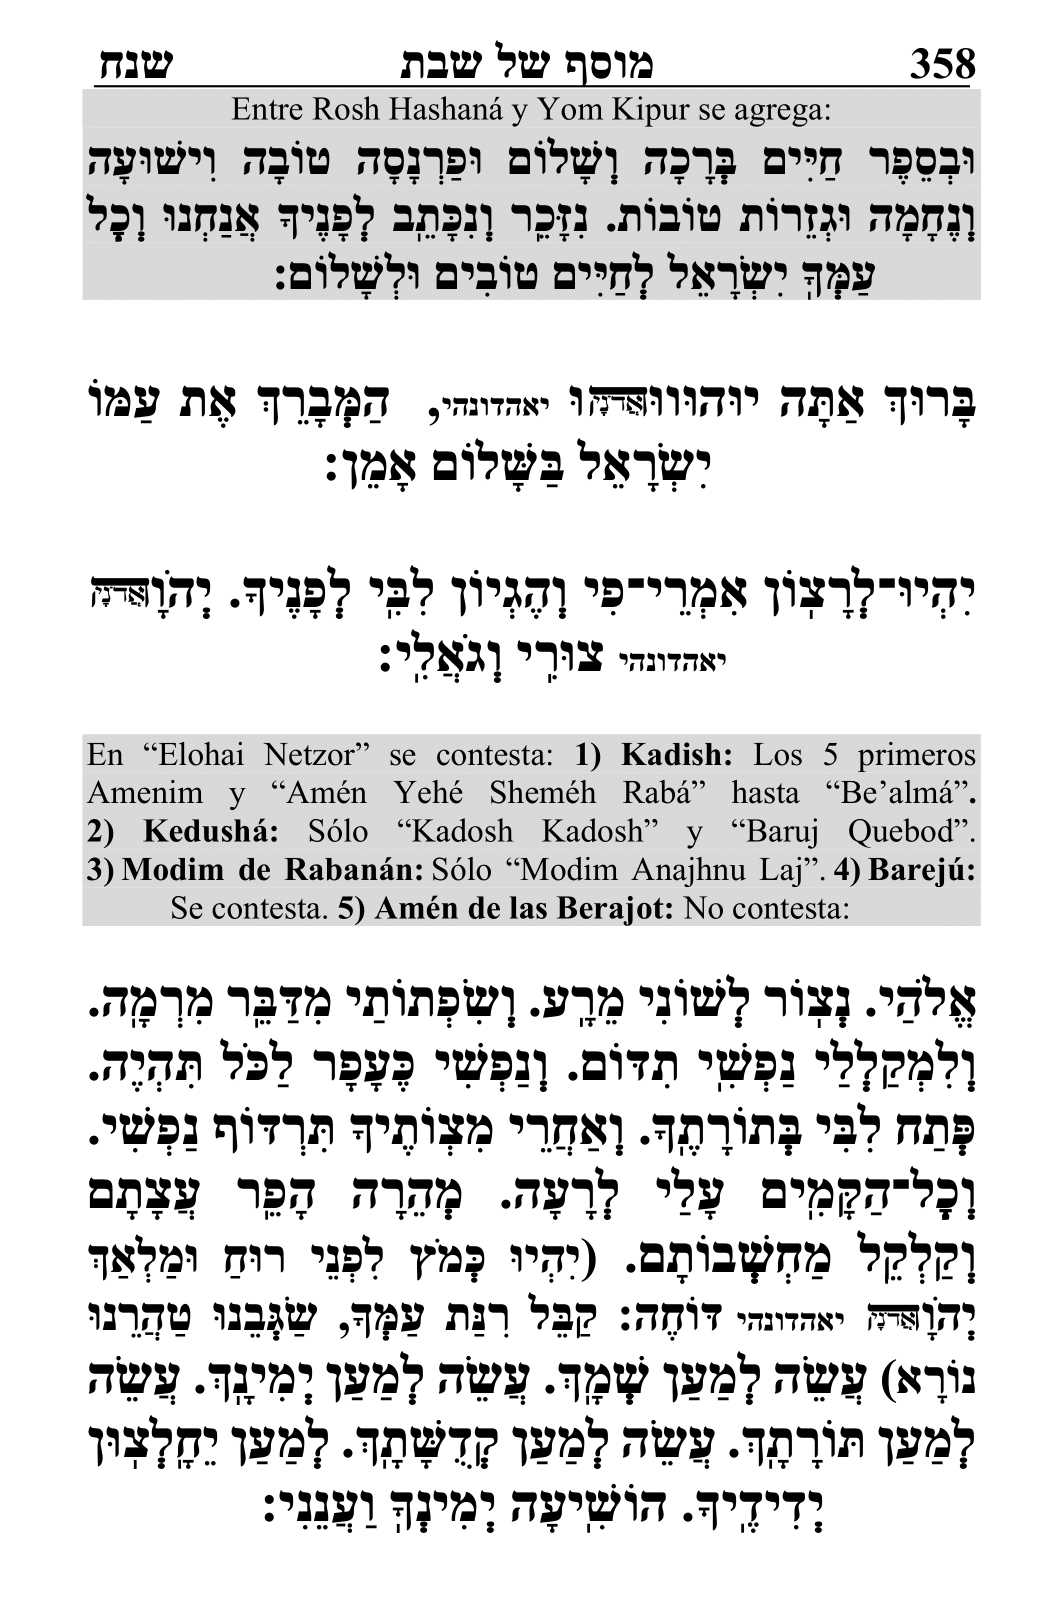 358 מוסף של שבת שנח
Entre Rosh Hashaná y Yom Kipur se agrega:
וּבְסֵפֶר חַיִּים בְּרָכָה וְשָׁלוֹם וּפַרְנָסָה טוֹבָה וִישׁוּעָה
וְנֶחָמָה וּגְזֵרוֹת טוֹבוֹת. נִזָּכֵר וְנִכָּתֵב לְפָנֶיךָ אֲנַחְנוּ וְכָל
עַמְּךָ יִשְׂרָאֵל לְחַיִּים טוֹבִים וּלְשָׁלוֹם:
בָּרוּךְ אַתָּה יוּהוּווּאֲדֹנָיּוּ יאהדונהי, הַמְּבָרֵךְ אֶת עַמּוֹ
יִשְׂרָאֵל בַּשָּׁלוֹם אָמֵן:
יִהְיוּ־לְרָצוֹן אִמְרֵי־פִי וְהֶגְיוֹן לִבִּי לְפָנֶיךָ. יְהֹוָאדניה
יאהדונהי צוּרִי וְגֹאֲלִי:
En “Elohai Netzor” se contesta: 1) Kadish: Los 5 primeros
Amenim y “Amén Yehé Sheméh Rabá” hasta “Be’almá”.
2) Kedushá: Sólo “Kadosh Kadosh” y “Baruj Quebod”.
3) Modim de Rabanán: Sólo “Modim Anajhnu Laj”. 4) Barejú:
Se contesta. 5) Amén de las Berajot: No contesta:
אֱלֹהַי. נְצוֹר לְשׁוֹנִי מֵרָע. וְשִׂפְתוֹתַי מִדַּבֵּר מִרְמָה.
וְלִמְקַלְלַי נַפְשִׁי תִדּוֹם. וְנַפְשִׁי כֶּעָפָר לַכֹּל תִּהְיֶה.
פְּתַח לִבִּי בְּתוֹרָתֶךָ. וְאַחֲרֵי מִצְוֹתֶיךָ תִּרְדּוֹף נַפְשִׁי.
וְכָל־הַקָּמִים עָלַי לְרָעָה. מְהֵרָה הָפֵר עֲצָתָם
וְקַלְקֵל מַחְשְׁבוֹתָם. (יִהְיוּ כְּמֹץ לִפְנֵי רוּחַ וּמַלְאַךְ
יְהֹוָאדניה יאהדונהי דּוֹחֶה: קַבֵּל רִנַּת עַמְּךָ, שַׂגְּבֵנוּ טַהֲרֵנוּ
נוֹרָא) עֲשֵׂה לְמַעַן שְׁמָךְ. עֲשֵׂה לְמַעַן יְמִינָךְ. עֲשֵׂה
לְמַעַן תּוֹרָתָךְ. עֲשֵׂה לְמַעַן קְדֻשָּׁתָךְ. לְמַעַן יֵחָלְצוּן
יְדִידֶיךָ. הוֹשִׁיעָה יְמִינְךָ וַעֲנֵנִי: